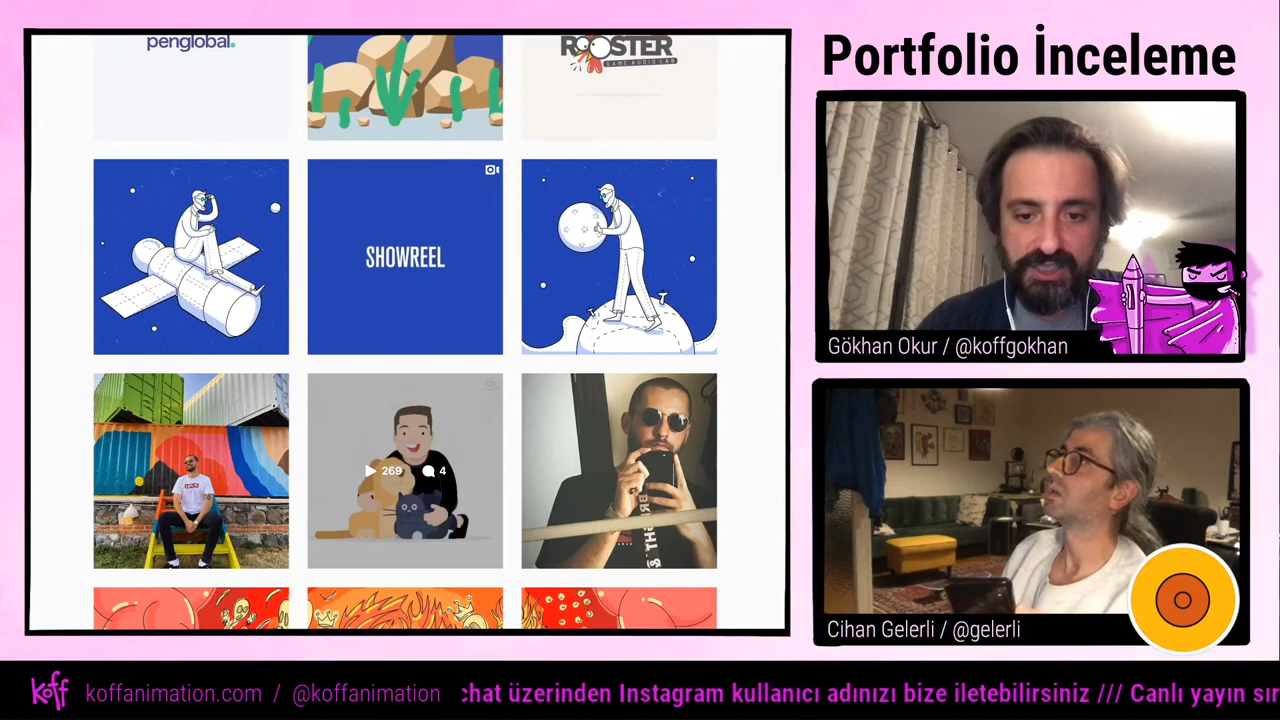 penglobal.
ROOSTER
GAME AUDIO LAB
SHOWREEL
269 4
Portfolio İnceleme
Gökhan Okur / @koffgokhan
Cihan Gelerli / @gelerli
koff koffanimation.com / @koffanimation
chat üzerinden Instagram kullanıcı adınızı bize iletebilirsiniz /// Canlı yayın sır